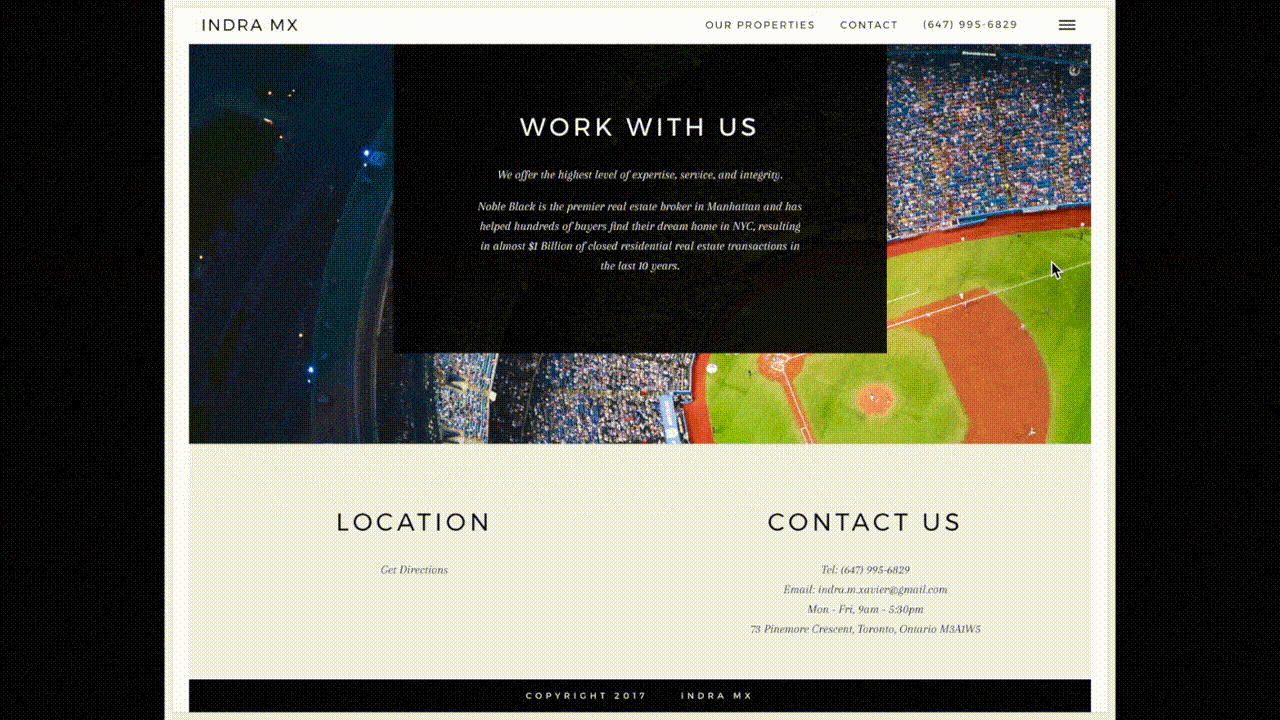 INDRA MX
OUR PROPERTIES
CONTACT
(647) 995-6829
WORK WITH US
We offer the highest level of expertise, service, and integrity.
Noble Black is the premier real estate broker in Manhattan and has
helped hundreds of buyers find their dream home in NYC, resulting
in almost $1 Billion of closed residential real estate transactions in
the last 10 years.
LOCATION
Get Directions
CONTACT US
Tel: (647) 995-6829
Email: indra.m.xavier@gmail.com
Mon - Fri, 9am - 5:30pm
73 Pinemore Crescent, Toronto, Ontario M3A1W5
COPYRIGHT 2017 INDRA MX